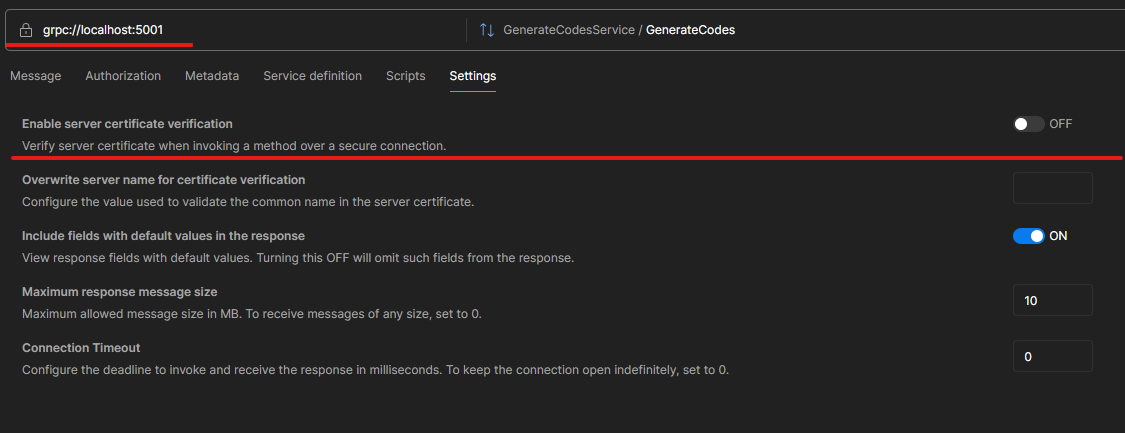 grpc://localhost:5001 GenerateCodesService / GenerateCodes
Message Authorization Metadata Service definition Scripts Settings
Enable server certificate verification OFF
Verify server certificate when invoking a method over a secure connection.
Overwrite server name for certificate verification
Configure the value used to validate the common name in the server certificate.
Include fields with default values in the response ON
View response fields with default values. Turning this OFF will omit such fields from the response.
Maximum response message size 10
Maximum allowed message size in MB. To receive messages of any size, set to 0.
Connection Timeout 0
Configure the deadline to invoke and receive the response in milliseconds. To keep the connection open indefinitely, set to 0.